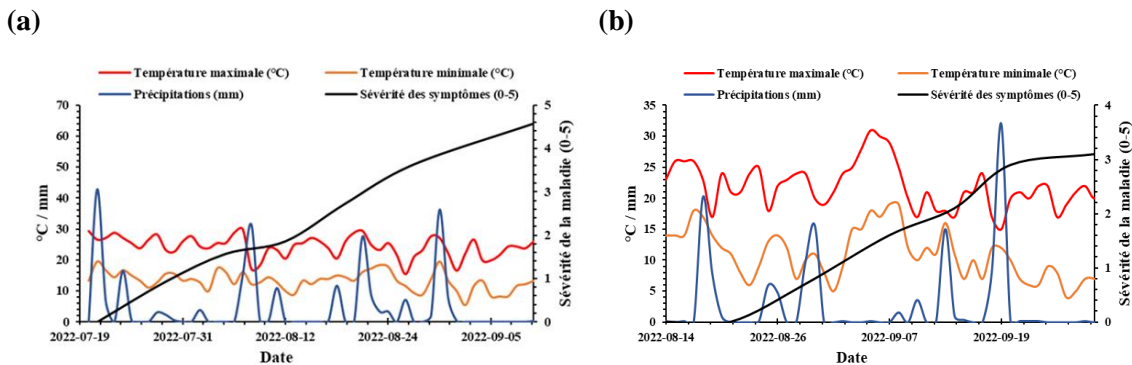 (a)
Température maximale (°C) Température minimale (°C)
Précipitations (mm) Sévérité des symptômes (0-5)
70
60
50
40
30
20
10
0
°C / mm
5
4
3
2
1
0
Sévérité de la maladie (0-5)
2022-07-19 2022-07-31 2022-08-12 2022-08-24 2022-09-05
Date
(b)
Température maximale (°C) Température minimale (°C)
Précipitations (mm) Sévérité des symptômes (0-5)
35
30
25
20
15
10
5
0
°C / mm
4
3
2
1
0
Sévérité de la maladie (0-5)
2022-08-14 2022-08-26 2022-09-07 2022-09-19
Date